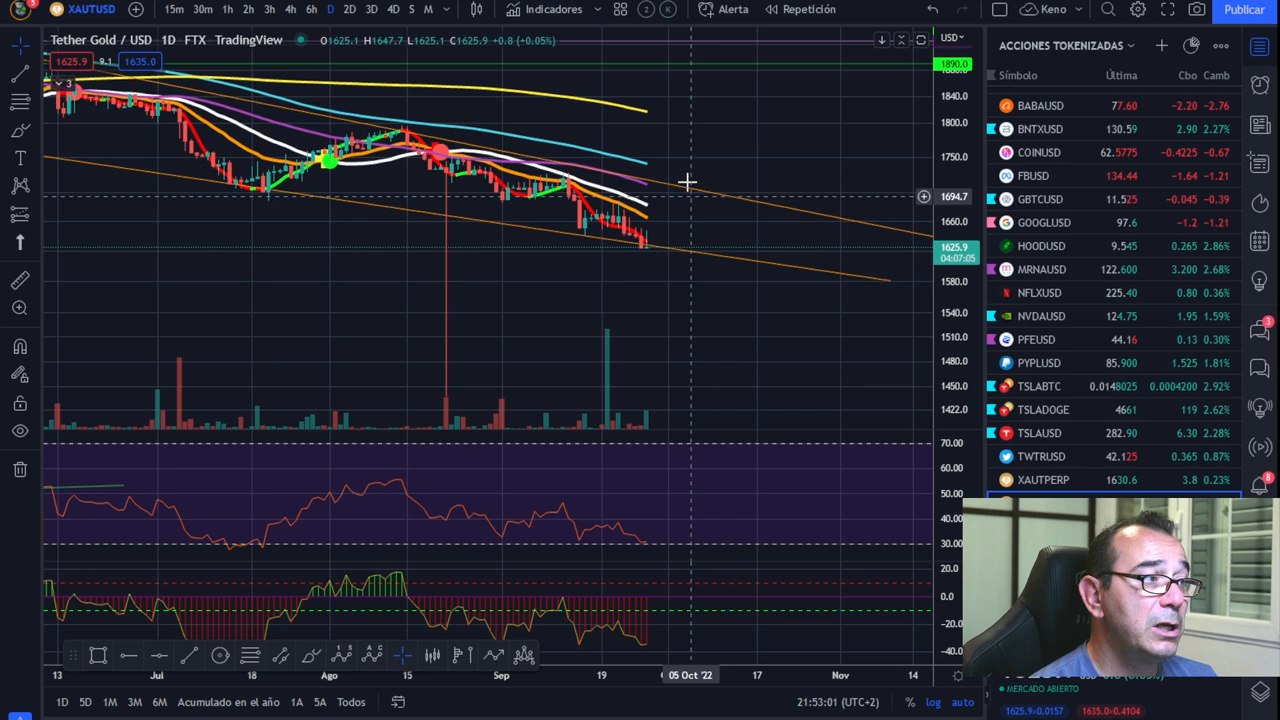 XAUTUSD 15m 30m 1h 2h 3h 4h 6h D 2D 3D 4D S M Indicadores Alerta Repetición Keno Publicar
Tether Gold / USD 1D FTX TradingView O1625.1 H1647.7 L1625.1 C1625.9 +0.8 (+0.05%) USD
1625.9 9.1 1635.0
3
1890.0
1840.0
1800.0
1750.0
1694.7
1660.0
1625.9
04:07:05
1580.0
1540.0
1510.0
1480.0
1450.0
1422.0
70.00
60.00
50.00
40.00
30.00
20.0
0.0
-20.00
-40.00
13 Jul 18 Ago 15 Sep 19 05 Oct '22 17 Nov 14
1D 5D 1M 3M 6M Acumulado en el año 1A 5A Todos 21:53:01 (UTC+2) % log auto
ACCIONES TOKENIZADAS
Símbolo Última Cbo Camb
BABAUSD 77.60 -2.20 -2.76
BNTXUSD 130.59 2.90 2.27%
COINUSD 62.5775 -0.4225 -0.67
FBUSD 134.44 -1.64 -1.21
GBTCUSD 11.525 -0.045 -0.39
GOOGLUSD 97.6 -1.2 -1.21
HOODUSD 9.545 0.265 2.86%
MRNAUSD 122.600 3.200 2.68%
NFLXUSD 225.40 0.80 0.36%
NVDAUSD 124.75 1.95 1.59%
PFEUSD 44.16 0.13 0.30%
PYPLUSD 85.900 1.525 1.81%
TSLABTC 0.0148025 0.0004200 2.92%
TSLADOGE 4661 119 2.62%
TSLAUSD 282.90 6.30 2.28%
TWTRUSD 42.125 0.365 0.87%
XAUTPERP 1630.6 3.8 0.23%
MERCADO ABIERTO
1625.9×0.0157 1635.0×0.4104